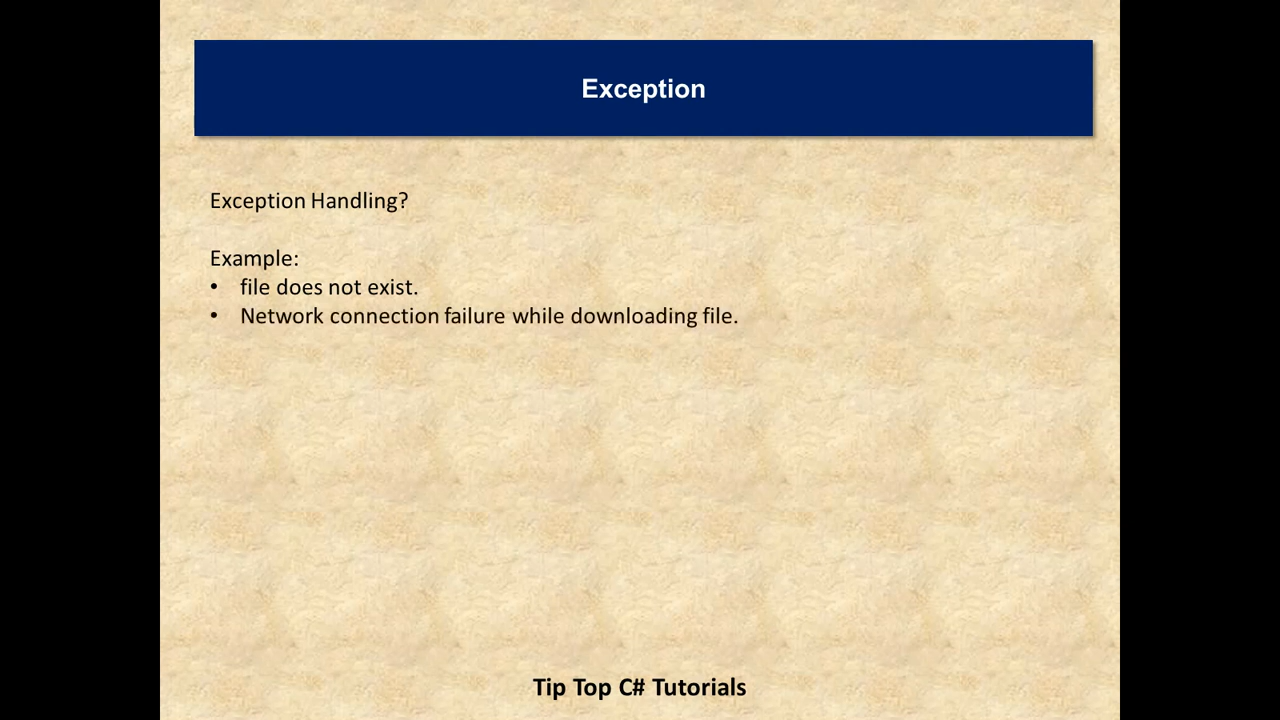 Exception
Exception Handling?
Example:
• file does not exist.
• Network connection failure while downloading file.
Tip Top C# Tutorials